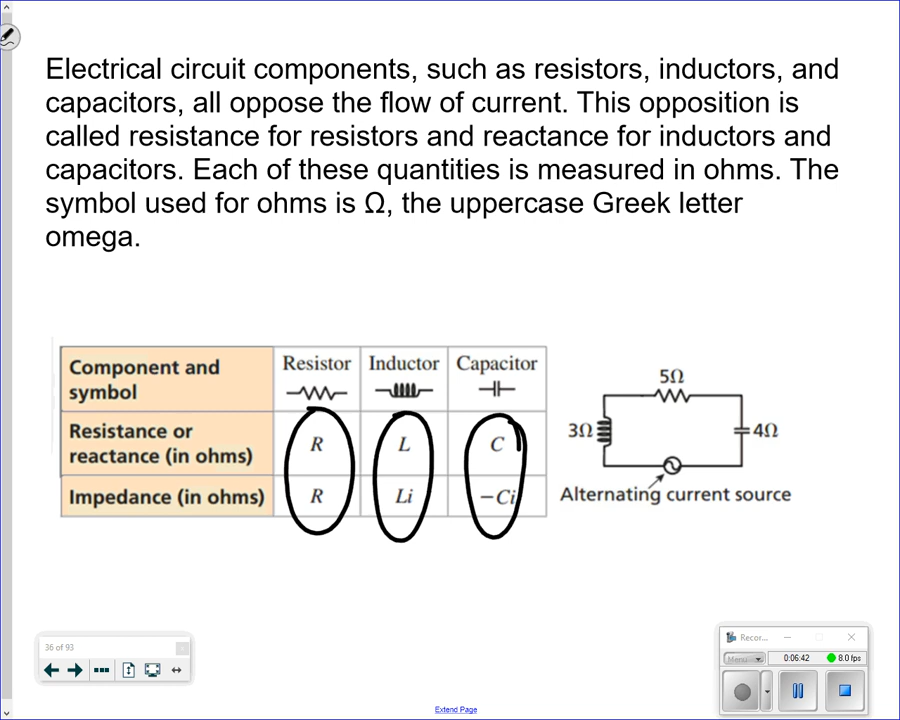 Electrical circuit components, such as resistors, inductors, and
capacitors, all oppose the flow of current. This opposition is
called resistance for resistors and reactance for inductors and
capacitors. Each of these quantities is measured in ohms. The
symbol used for ohms is Ω, the uppercase Greek letter
omega.
Component and symbol Resistor Inductor Capacitor
Resistance or reactance (in ohms) R L C
Impedance (in ohms) R Li −Ci
5Ω
3Ω
4Ω
Alternating current source
36 of 93
Recor...
Menu 0:06:42 8.0 fps
Extend Page